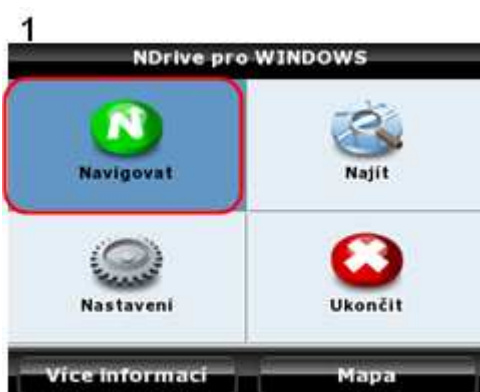 1
NDrive pro WINDOWS
N
Navigovat
Najít
Nastavení
Ukončit
Více informací
Mapa